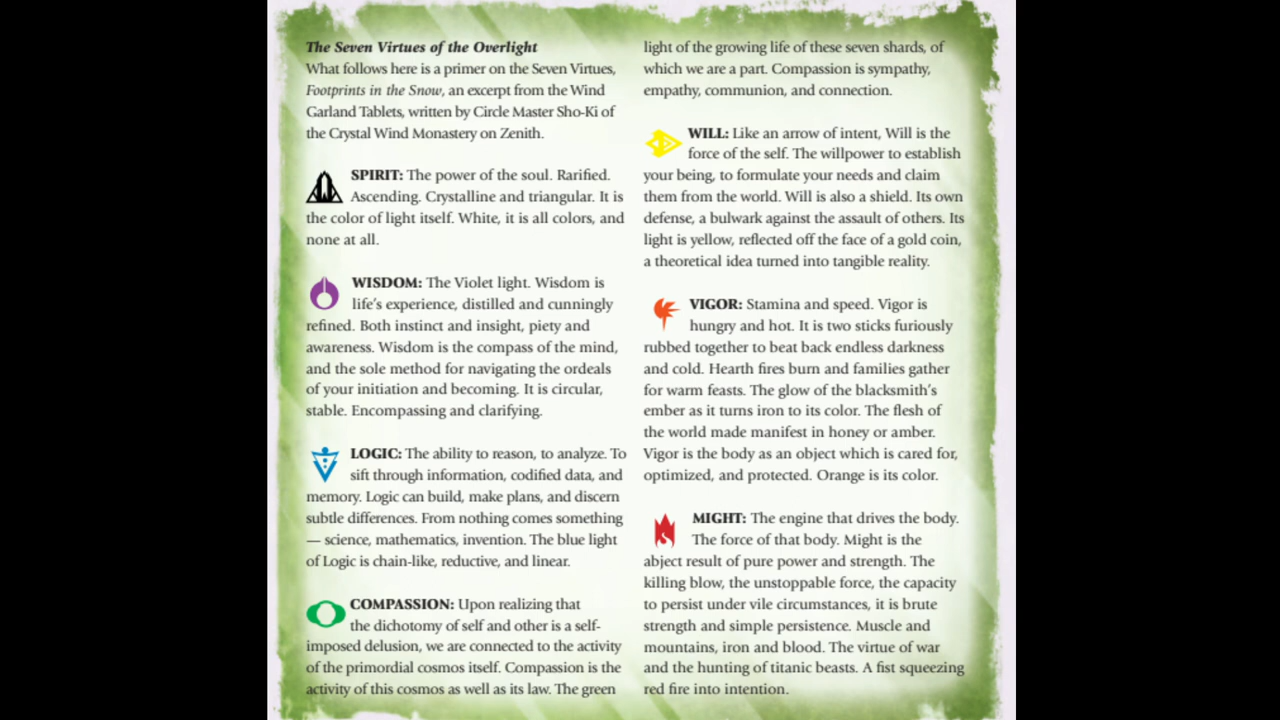 The Seven Virtues of the Overlight
What follows here is a primer on the Seven Virtues,
Footprints in the Snow, an excerpt from the Wind
Garland Tablets, written by Circle Master Sho-Ki of
the Crystal Wind Monastery on Zenith.
SPIRIT: The power of the soul. Rarified.
Ascending. Crystalline and triangular. It is
the color of light itself. White, it is all colors, and
none at all.
WISDOM: The Violet light. Wisdom is
life's experience, distilled and cunningly
refined. Both instinct and insight, piety and
awareness. Wisdom is the compass of the mind,
and the sole method for navigating the ordeals
of your initiation and becoming. It is circular,
stable. Encompassing and clarifying.
LOGIC: The ability to reason, to analyze. To
sift through information, codified data, and
memory. Logic can build, make plans, and discern
subtle differences. From nothing comes something
— science, mathematics, invention. The blue light
of Logic is chain-like, reductive, and linear.
COMPASSION: Upon realizing that
the dichotomy of self and other is a self-
imposed delusion, we are connected to the activity
of the primordial cosmos itself. Compassion is the
activity of this cosmos as well as its law. The green
light of the growing life of these seven shards, of
which we are a part. Compassion is sympathy,
empathy, communion, and connection.
WILL: Like an arrow of intent, Will is the
force of the self. The willpower to establish
your being, to formulate your needs and claim
them from the world. Will is also a shield. Its own
defense, a bulwark against the assault of others. Its
light is yellow, reflected off the face of a gold coin,
a theoretical idea turned into tangible reality.
VIGOR: Stamina and speed. Vigor is
hungry and hot. It is two sticks furiously
rubbed together to beat back endless darkness
and cold. Hearth fires burn and families gather
for warm feasts. The glow of the blacksmith's
ember as it turns iron to its color. The flesh of
the world made manifest in honey or amber.
Vigor is the body as an object which is cared for,
optimized, and protected. Orange is its color.
MIGHT: The engine that drives the body.
The force of that body. Might is the
abject result of pure power and strength. The
killing blow, the unstoppable force, the capacity
to persist under vile circumstances, it is brute
strength and simple persistence. Muscle and
mountains, iron and blood. The virtue of war
and the hunting of titanic beasts. A fist squeezing
red fire into intention.